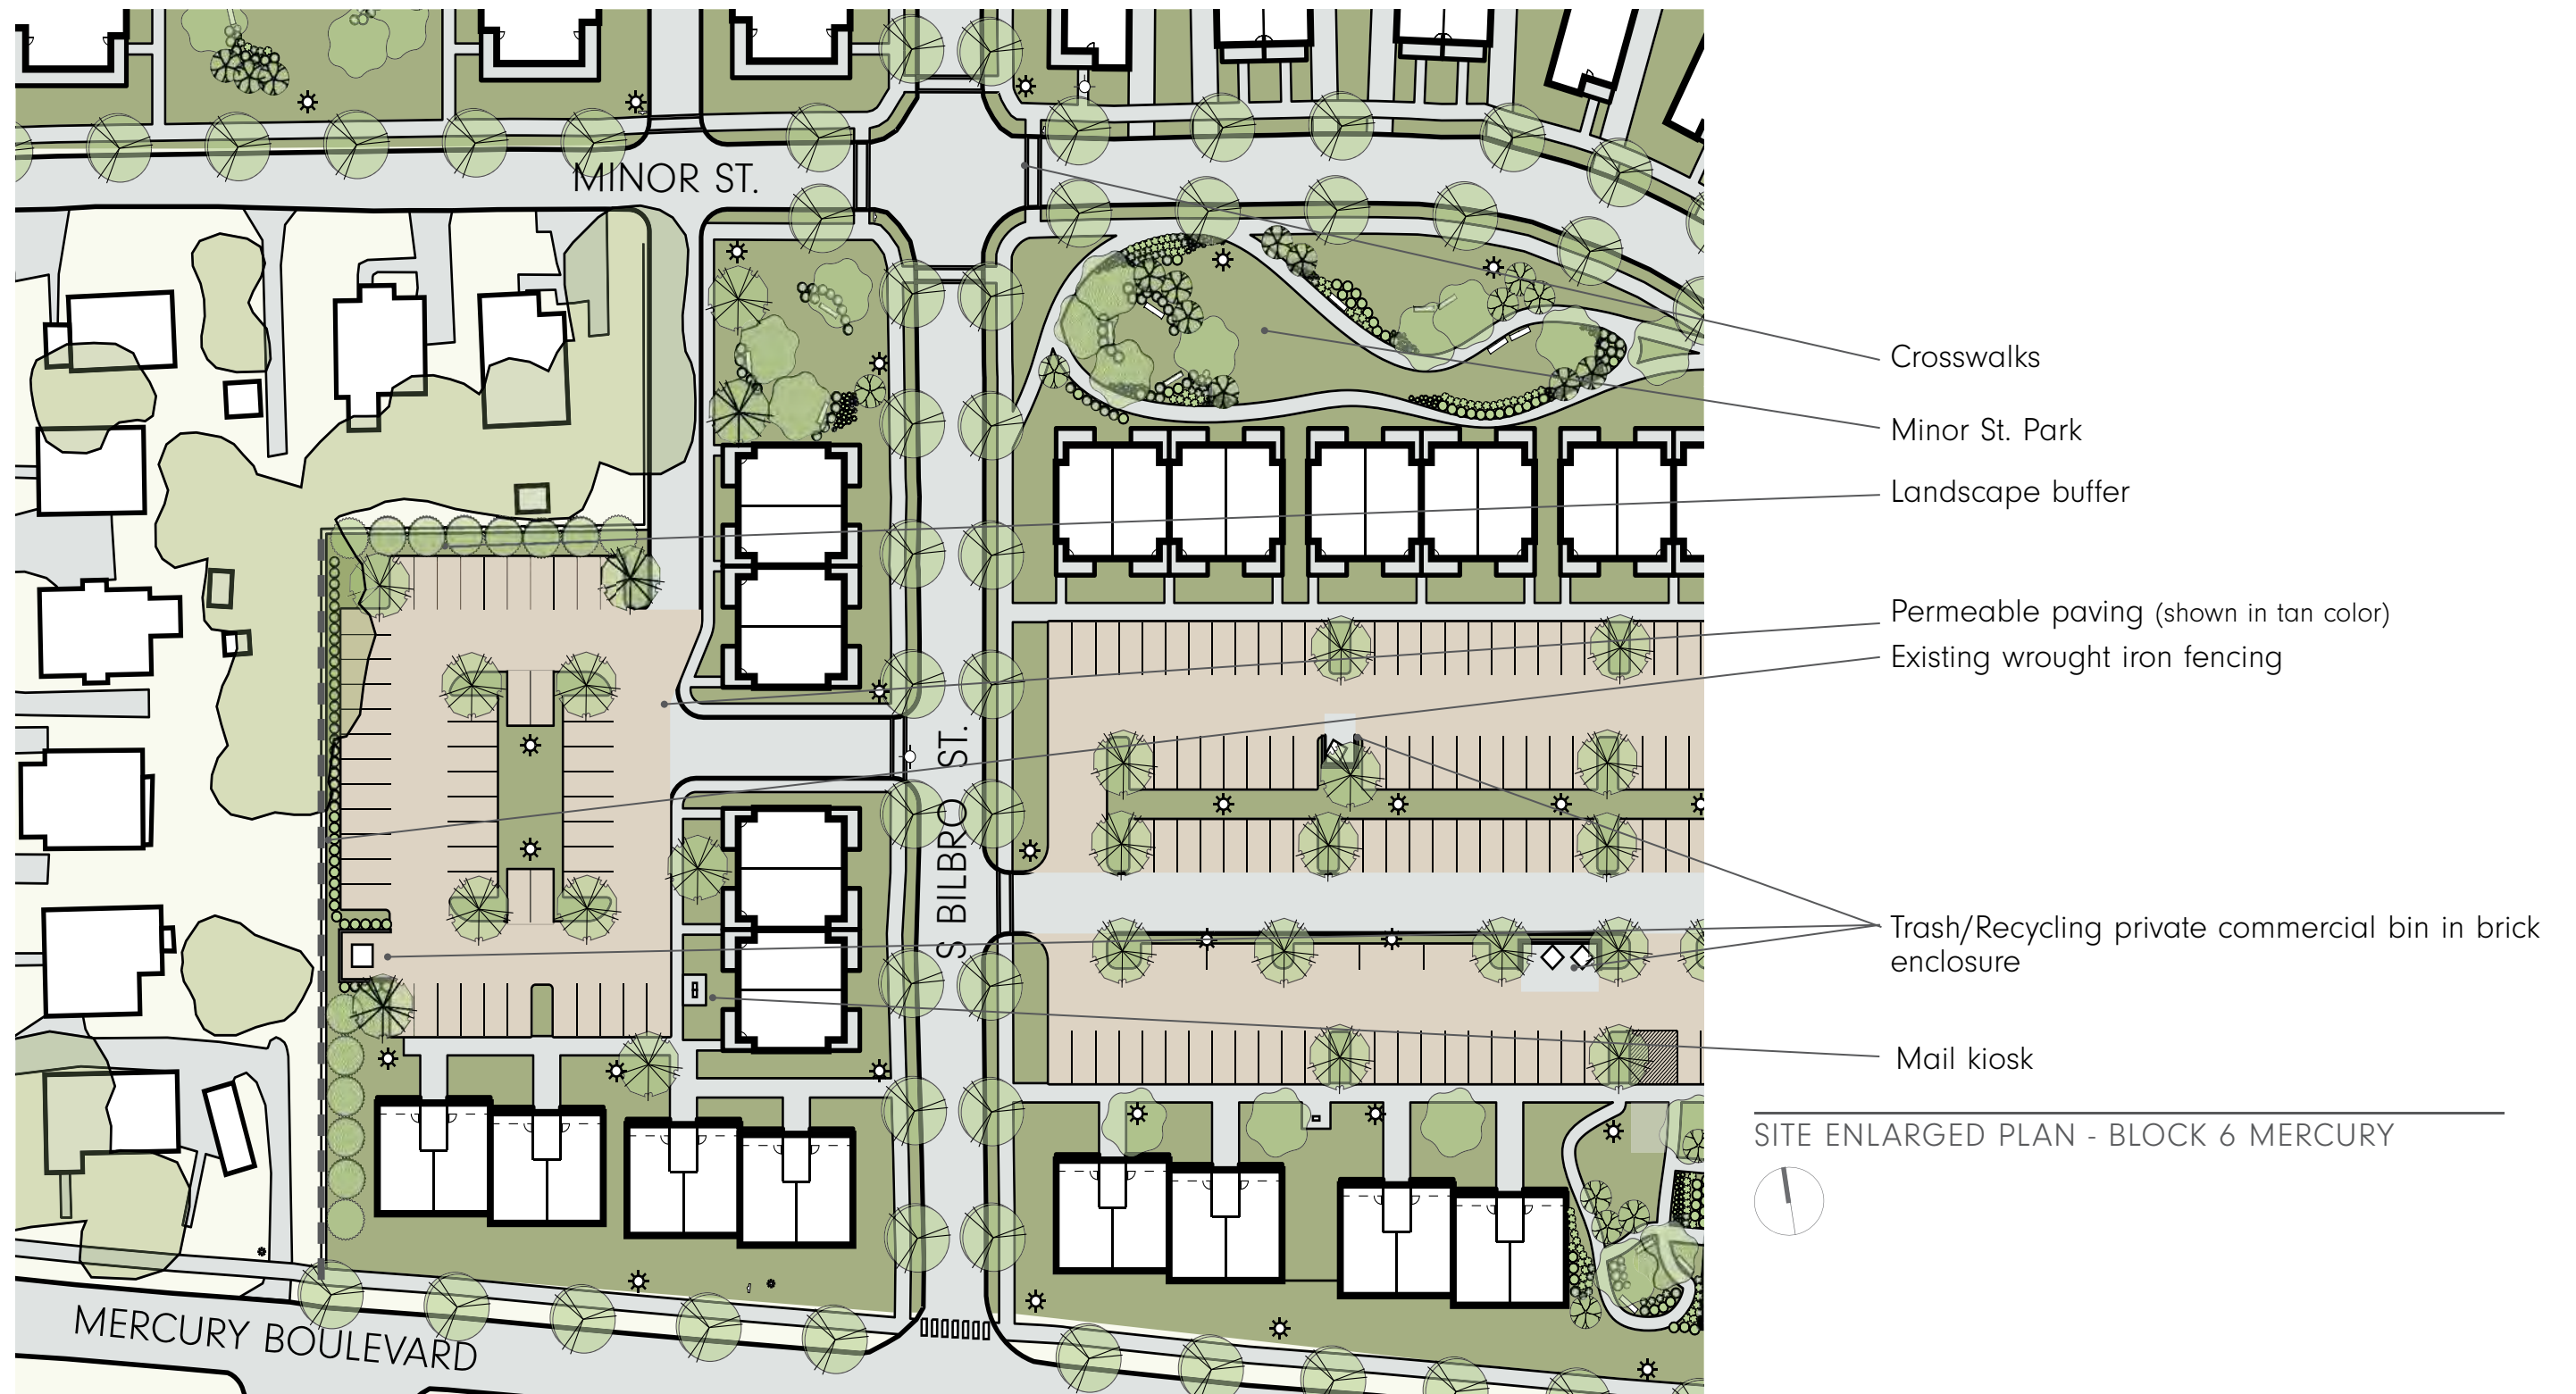 MINOR ST.
Crosswalks
Minor St. Park
Landscape buffer
Permeable paving (shown in tan color)
Existing wrought iron fencing
S BILBRO ST.
Trash/Recycling private commercial bin in brick
enclosure
Mail kiosk
SITE ENLARGED PLAN - BLOCK 6 MERCURY
MERCURY BOULEVARD